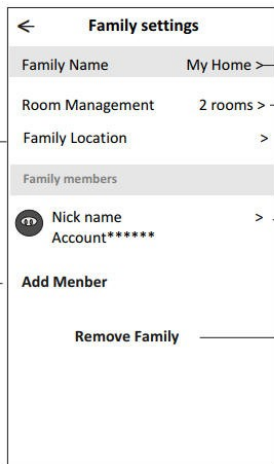 ← Family settings
Family Name My Home >
Room Management 2 rooms >
Family Location >
Family members
Nick name >
Account******
Add Menber
Remove Family